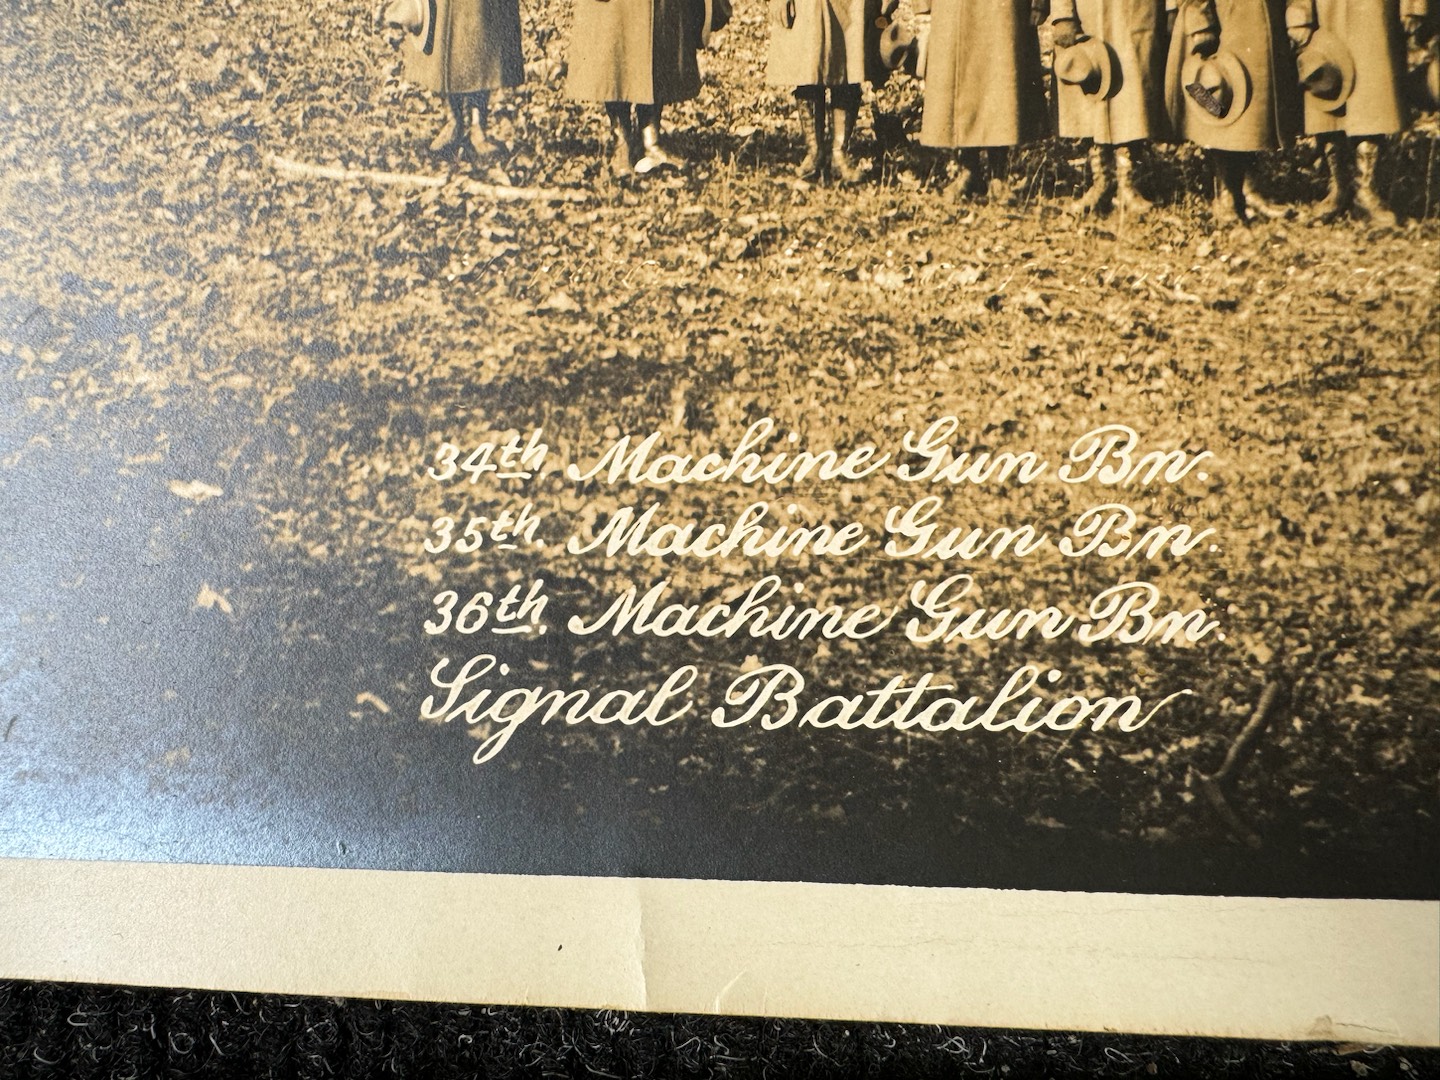 34th. Machine Gun Bn.
35th. Machine Gun Bn.
36th. Machine Gun Bn.
Signal Battalion